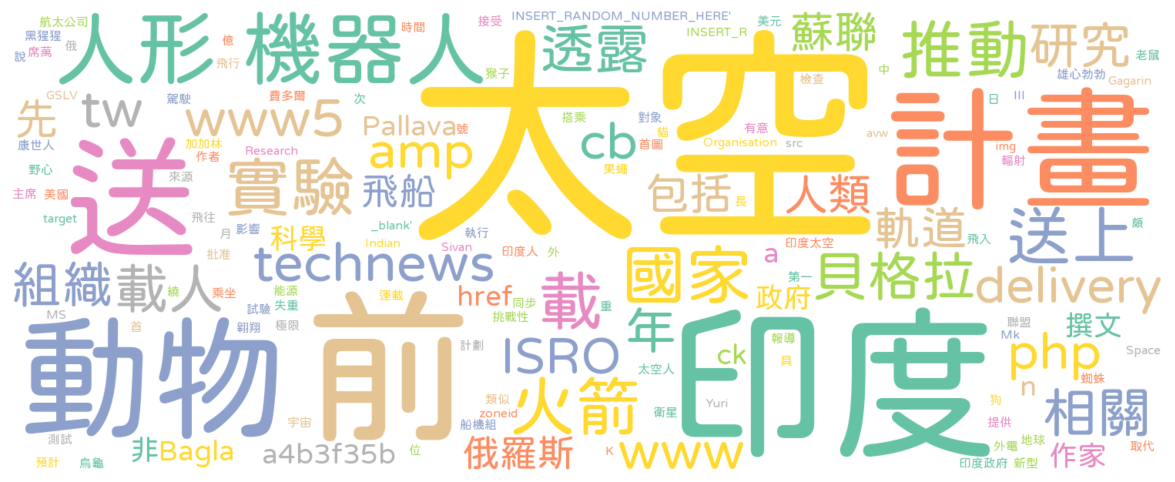 航太公司
黑猩猩
席萬
說
俄
人形
機器人
億
飛行
時間
接受
猴子
INSERT_RANDOM_NUMBER_HERE'
透露
美元
INSERT_R
蘇聯
檢查
中
推動
研究
老鼠
雄心勃勃
Gagarin
GSLV
先
tw
駕駛
www5
費多爾
次
Pallava
號
amp
搭乘
cb
對象
首圖
貓
有意
Organisation
src
太空
計畫
日
III
img
輻射
avw
康世人
野心
主席
美國
target
送
加加林
作者
來源
Research
實驗
飛船
果蠅
包括
長
人類
軌道
飛入
送上
頗
飛往
月
影響
批准
科學
Indian
_blank'
執行
Sivan
印度人
外
印度太空
a
第一
組織
載人
繞
乘坐
technews
能源
失重
運載
href
同步
挑戰性
載
重
國家
政府
貝格拉
delivery
MS
首
試驗
翱翔
極限
動物
前
計劃
ISRO
年
太空人
ck
報導
具
印度
聯盟
Mk
撰文
php
Space
宇宙
類似
zoneid
船機組
火箭
衛星
Yuri
n
蜘蛛
狗
提供
相關
測試
預計
烏龜
非
Bagla
a4b3f35b
位
俄羅斯
K
www
外電
地球
印度政府
新型
作家
取代